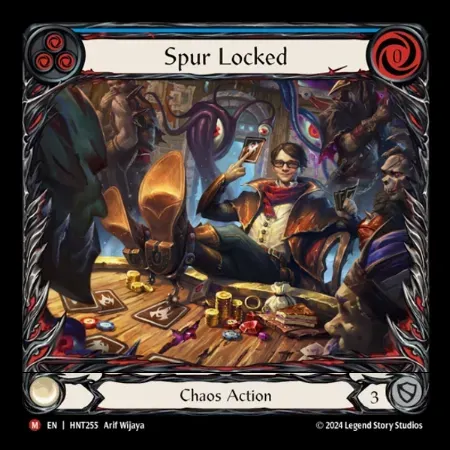 Spur Locked
0
Chaos Action
3
M EN | HNT255 Arif Wijaya
© 2024 Legend Story Studios